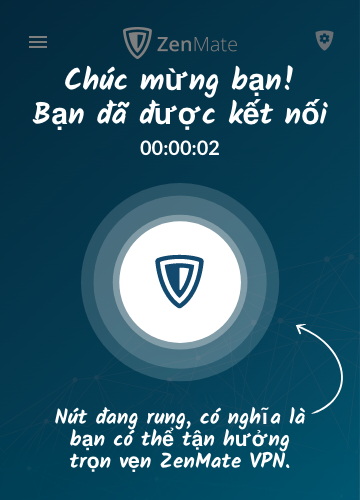 ZenMate
Chúc mừng bạn!
Bạn đã được kết nối
00:00:02
Nút đang rung, có nghĩa là
bạn có thể tận hưởng
trọn vẹn ZenMate VPN.